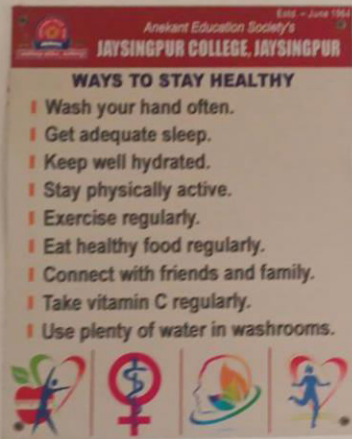 Estd. - June 1964
Anekant Education Society's
JAYSINGPUR COLLEGE, JAYSINGPUR
WAYS TO STAY HEALTHY
Wash your hand often.
Get adequate sleep.
Keep well hydrated.
Stay physically active.
Exercise regularly.
Eat healthy food regularly.
Connect with friends and family.
Take vitamin C regularly.
Use plenty of water in washrooms.